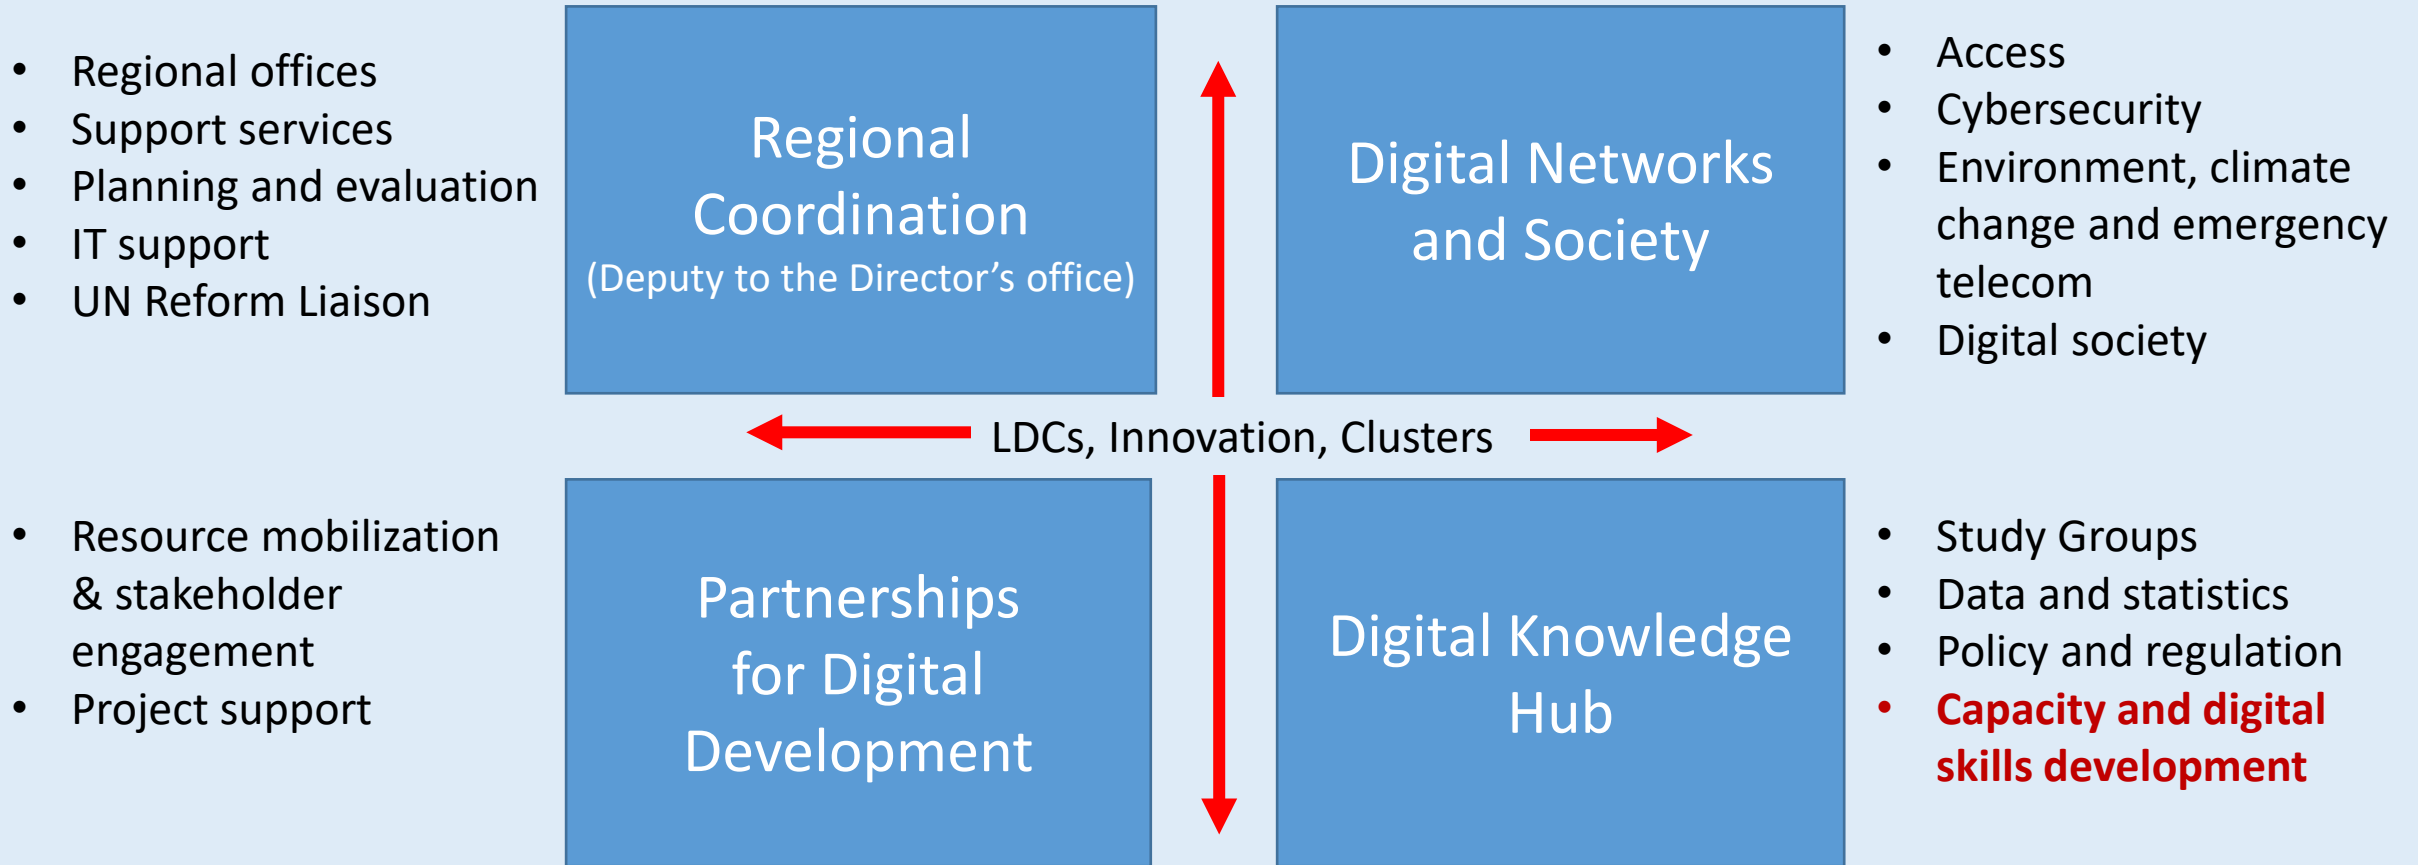 • Regional offices
• Support services
• Planning and evaluation
• IT support
• UN Reform Liaison
Regional
Coordination
(Deputy to the Director’s office)
Digital Networks
and Society
• Access
• Cybersecurity
• Environment, climate
change and emergency
telecom
• Digital society
LDCs, Innovation, Clusters
• Resource mobilization
& stakeholder
engagement
• Project support
Partnerships
for Digital
Development
Digital Knowledge
Hub
• Study Groups
• Data and statistics
• Policy and regulation
• Capacity and digital
skills development